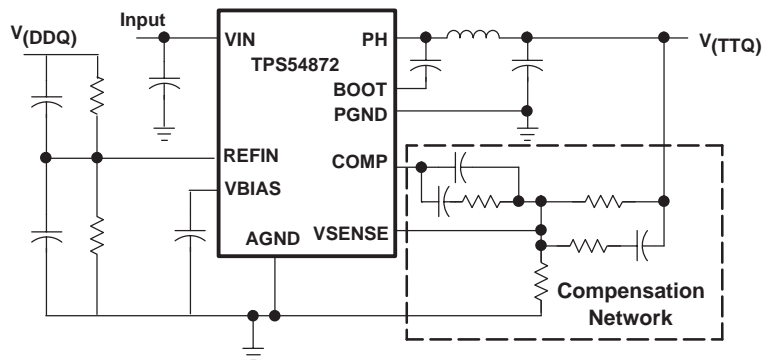 Input
V(DDQ)
VIN
PH
V(TTQ)
TPS54872
BOOT
PGND
REFIN
COMP
VBIAS
AGND
VSENSE
Compensation
Network